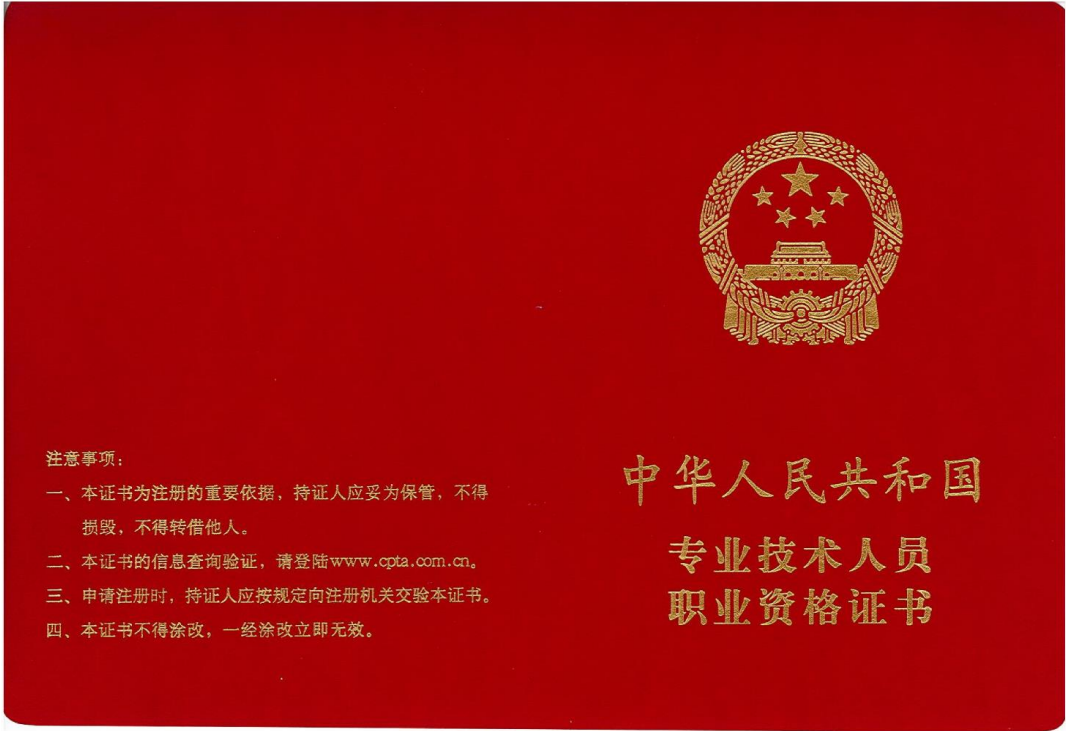 注意事项：
一、本证书为注册的重要依据，持证人应妥为保管，不得
损毁，不得转借他人。
二、本证书的信息查询验证，请登陆www.cpta.com.cn。
三、申请注册时，持证人应按规定向注册机关交验本证书。
四、本证书不得涂改，一经涂改立即无效。
中华人民共和国
专业技术人员
职业资格证书